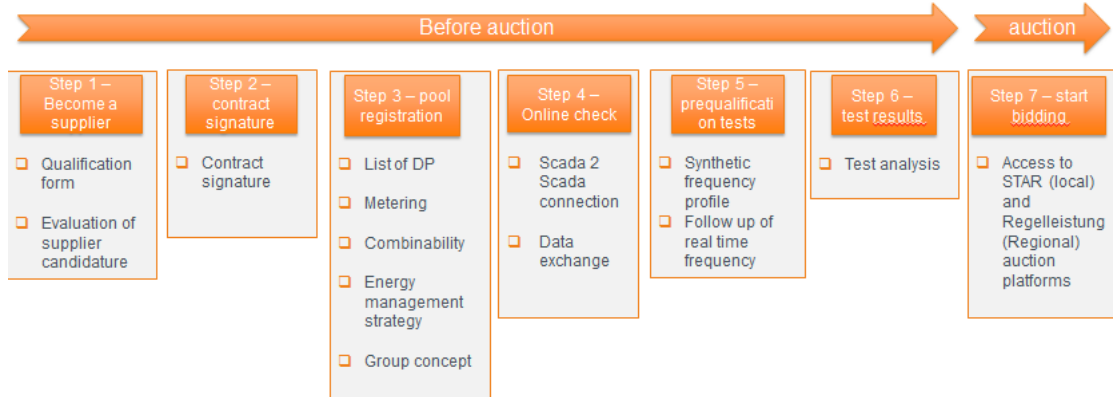 Before auction
auction
Step 1 –
Become a
supplier
Qualification
form
Evaluation of
supplier
candidature
Step 2 –
contract
signature
Contract
signature
Step 3 – pool
registration
List of DP
Metering
Combinability
Energy
management
strategy
Group concept
Step 4 –
Online check
Scada 2
Scada
connection
Data
exchange
Step 5 –
prequalificati
on tests
Synthetic
frequency
profile
Follow up of
real time
frequency
Step 6 –
test results
Test analysis
Step 7 – start
bidding
Access to
STAR (local)
and
Regelleistung
(Regional)
auction
platforms